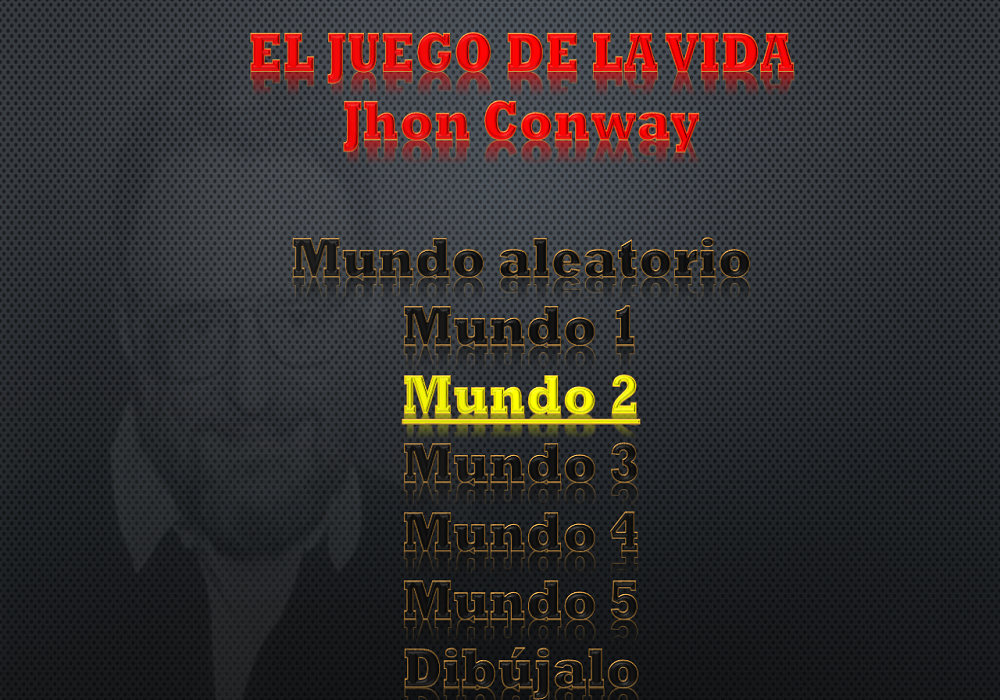 EL JUEGO DE LA VIDA
Jhon Conway
Mundo aleatorio
Mundo 1
Mundo 2
Mundo 3
Mundo 4
Mundo 5
Dibújalo